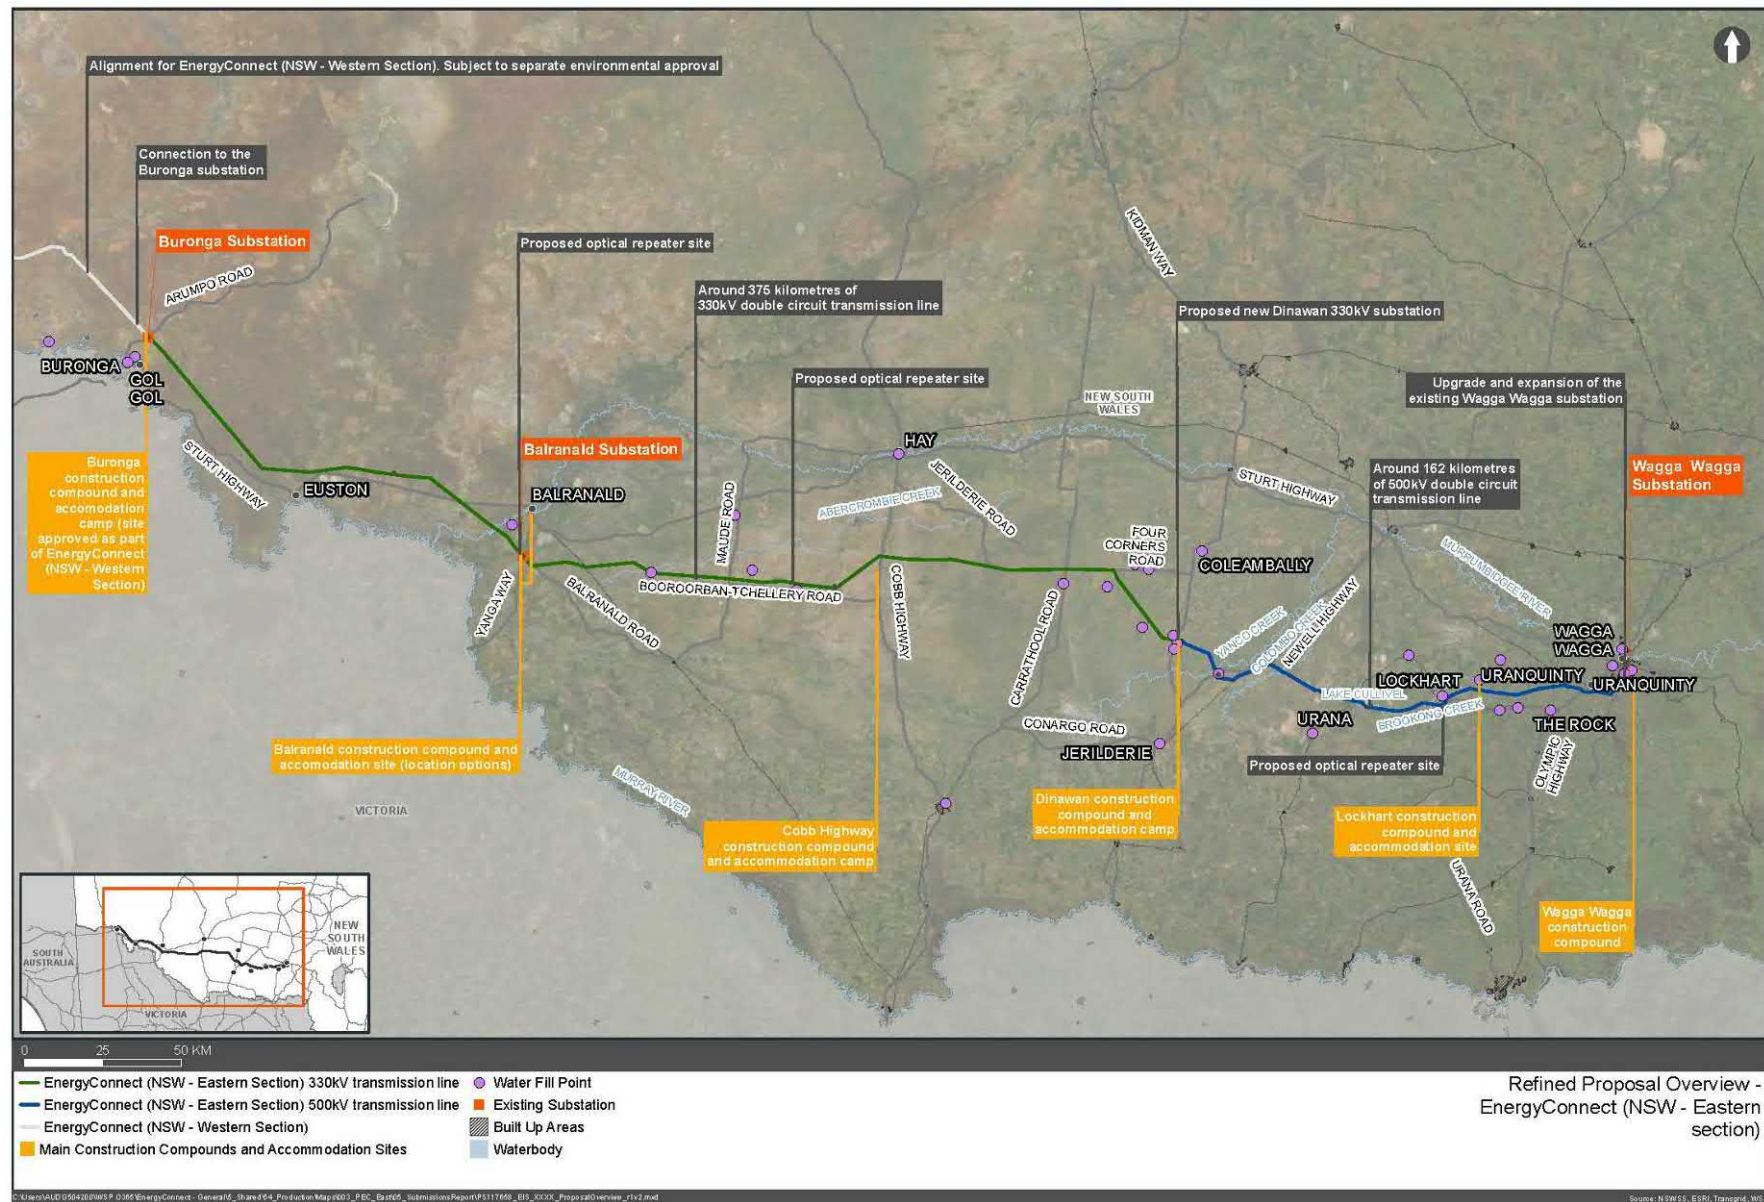 Alignment for EnergyConnect (NSW - Western Section). Subject to separate environmental approval
Connection to the
Buronga substation
Buronga Substation
ARUMPO ROAD
Proposed optical repeater site
Around 375 kilometres of
330kV double circuit transmission line
Proposed optical repeater site
KIDMAN WAY
Proposed new Dinawan 330kV substation
Upgrade and expansion of the
existing Wagga Wagga substation
NEW SOUTH
WALES
BURONGA
GOL
GOL
STURT HIGHWAY
EUSTON
Balranald Substation
BALRANALD
HAY
JERILDERIE ROAD
ABERCROMBIE CREEK
MAUDE ROAD
STURT HIGHWAY
Around 162 kilometres
of 500kV double circuit
transmission line
Wagga Wagga
Substation
Buronga
construction
compound and
accomodation
camp (site
approved as part
of EnergyConnect
(NSW - Western
Section)
FOUR
CORNERS
ROAD
COLEAMBALLY
MURRUMBIDGEE RIVER
YANGA WAY
BALRANALD ROAD
BOOROORBAN-TCHELLERY ROAD
COBB HIGHWAY
CARRATHCOOL ROAD
YANCO CREEK
COLOMBO CREEK
NEWELL HIGHWAY
WAGGA
WAGGA
LOCKHART
URANQUINTY
URANQUINTY
LAKE CULLIVEL
BROOKONG CREEK
URANA
THE ROCK
OLYMPIC
HIGHWAY
CONARGO ROAD
JERILDERIE
Proposed optical repeater site
Balranald construction compound and
accomodation site (location options)
MURRAY RIVER
VICTORIA
Cobb Highway
construction compound
and accommodation camp
Dinawan construction
compound and
accommodation camp
Lockhart construction
compound and
accommodation site
URANA ROAD
Wagga Wagga
construction
compound
SOUTH
AUSTRALIA
NEW
SOUTH
WALES
VICTORIA
0 25 50 KM
EnergyConnect (NSW - Eastern Section) 330kV transmission line
EnergyConnect (NSW - Eastern Section) 500kV transmission line
EnergyConnect (NSW - Western Section)
Main Construction Compounds and Accommodation Sites
Water Fill Point
Existing Substation
Built Up Areas
Waterbody
Refined Proposal Overview -
EnergyConnect (NSW - Eastern
section)